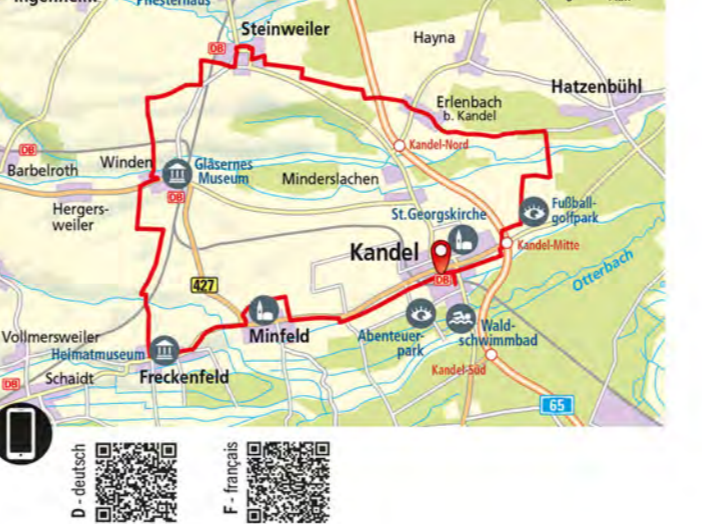 Steinweiler
DB
Hayna
Hatzenbühl
Erlenbach
b. Kandel
Kandel-Nord
DB
Barbelroth
Winden
Gläsernes
Museum
DB
Minderslachen
Hergers-
weiler
St.Georgskirche
Fußball-
golfpark
Kandel
Kandel-Mitte
DB
Otterbach
427
Minfeld
Abenteuer-
park
Wald-
schwimmbad
Vollmersweiler
Heimatmuseum
DB
Schaidt
Freckenfeld
Kandel-Süd
65
D - deutsch
F - français